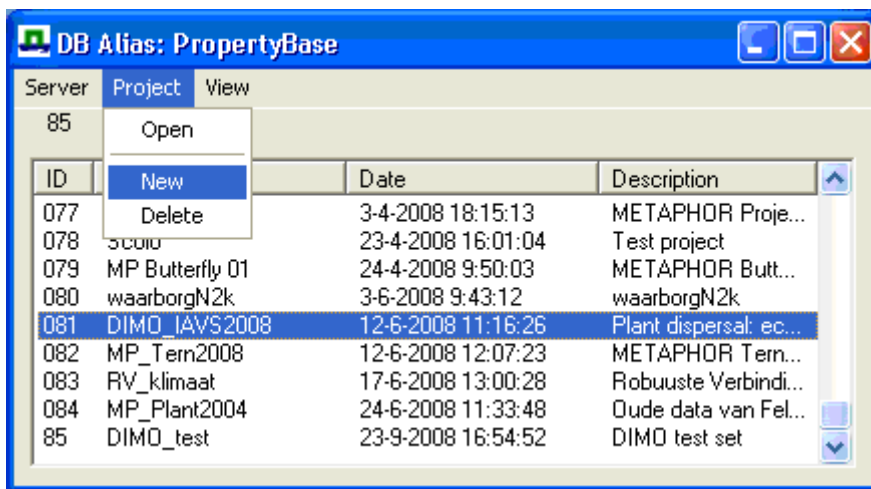 DB Alias: PropertyBase
Server Project View
85
Open
ID Date Description
New
077 3-4-2008 18:15:13 METAPHOR Proje...
Delete
078 23-4-2008 16:01:04 Test project
079 MP Butterfly 01 24-4-2008 9:50:03 METAPHOR Butt...
080 waarborgN2k 3-6-2008 9:43:12 waarborgN2k
081 DIMO_IAVS2008 12-6-2008 11:16:26 Plant dispersal: ec...
082 MP_Tern2008 12-6-2008 12:07:23 METAPHOR Tern...
083 RV_klimaat 17-6-2008 13:00:28 Robuuste Verbindi...
084 MP_Plant2004 24-6-2008 11:33:48 Oude data van Fel...
85 DIMO_test 23-9-2008 16:54:52 DIMO test set